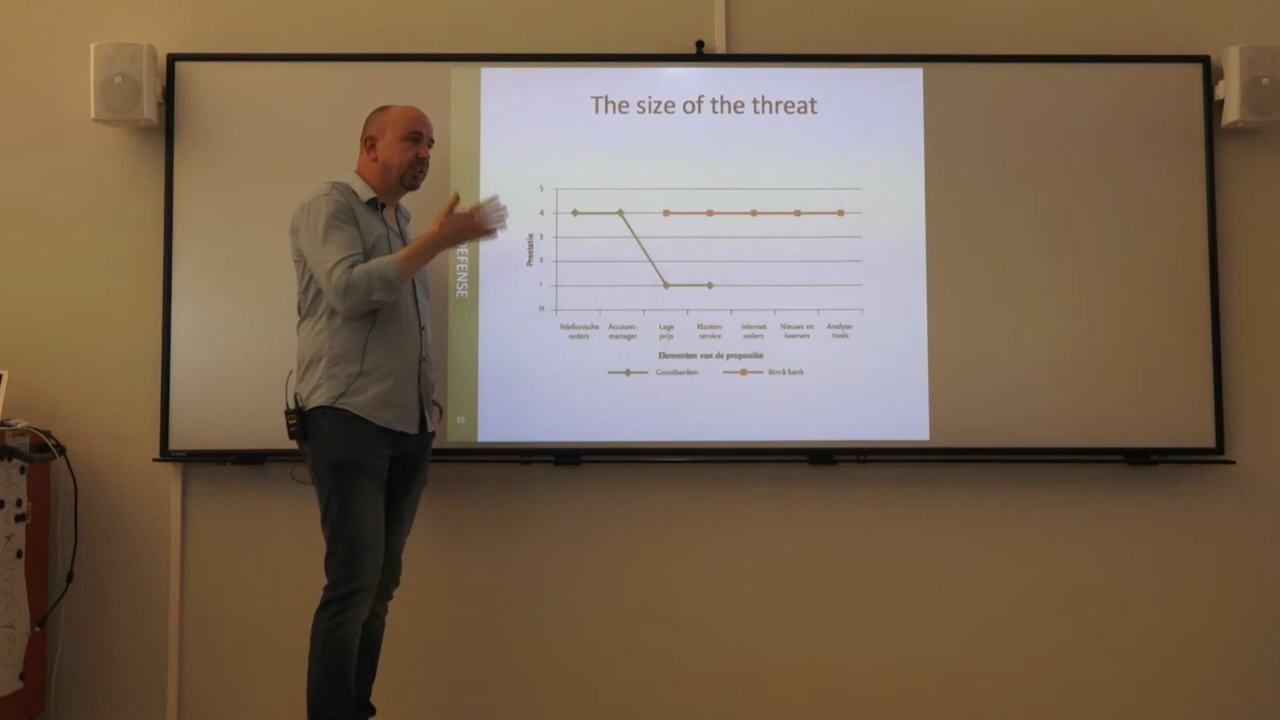 The size of the threat
DEFENSE
5
4
3
2
1
0
Prestatie
Telefonische orders
Account-manager
Lage prijs
Klanten-service
Internet orders
Nieuws en koersen
Analyse-tools
Elementen van de propositie
Grootbanken
Binck bank